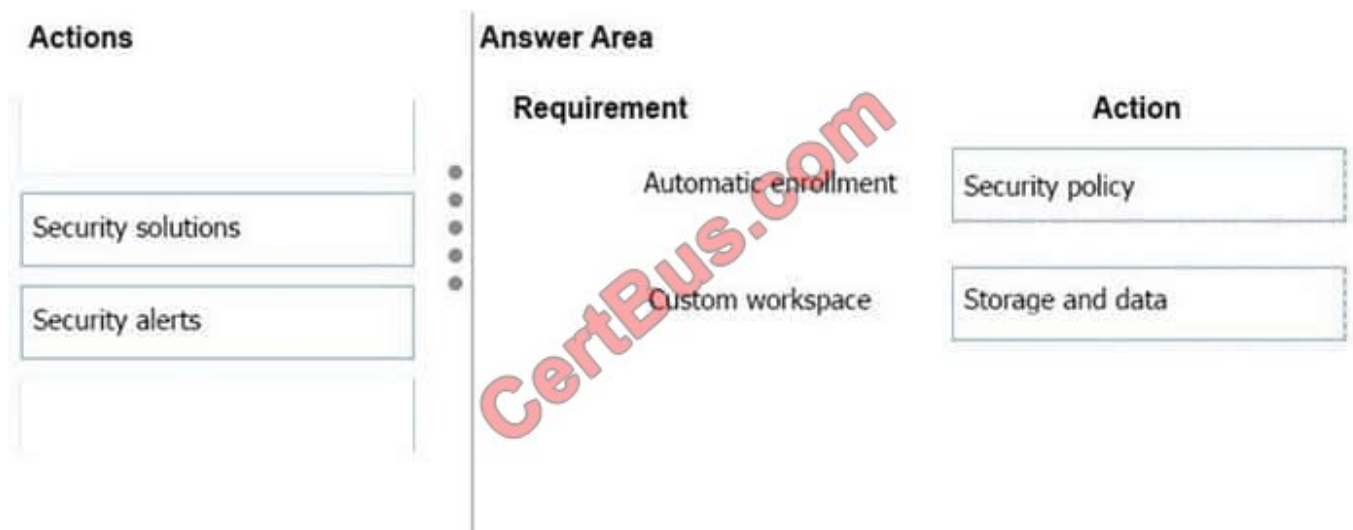 Actions
Answer Area
Requirement
Action
Automatic enrollment
Security policy
Security solutions
Custom workspace
Storage and data
Security alerts
CertBus.com